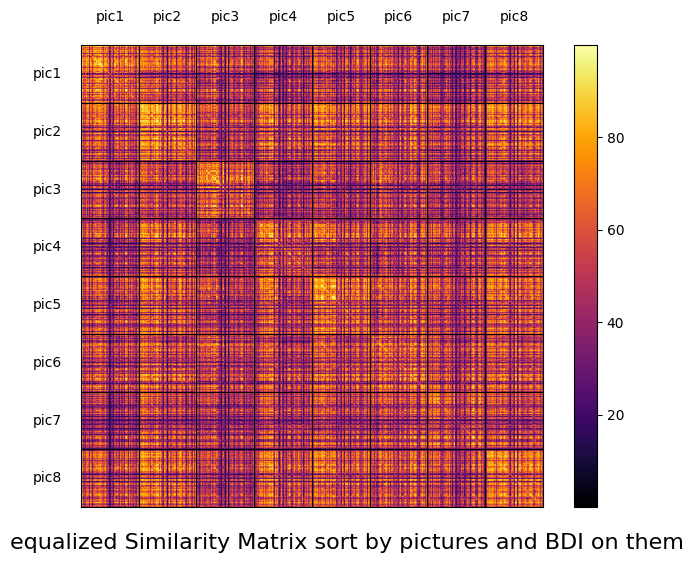 pic1 pic2 pic3 pic4 pic5 pic6 pic7 pic8
pic1
pic2
pic3
pic4
pic5
pic6
pic7
pic8
80
60
40
20
equalized Similarity Matrix sort by pictures and BDI on them